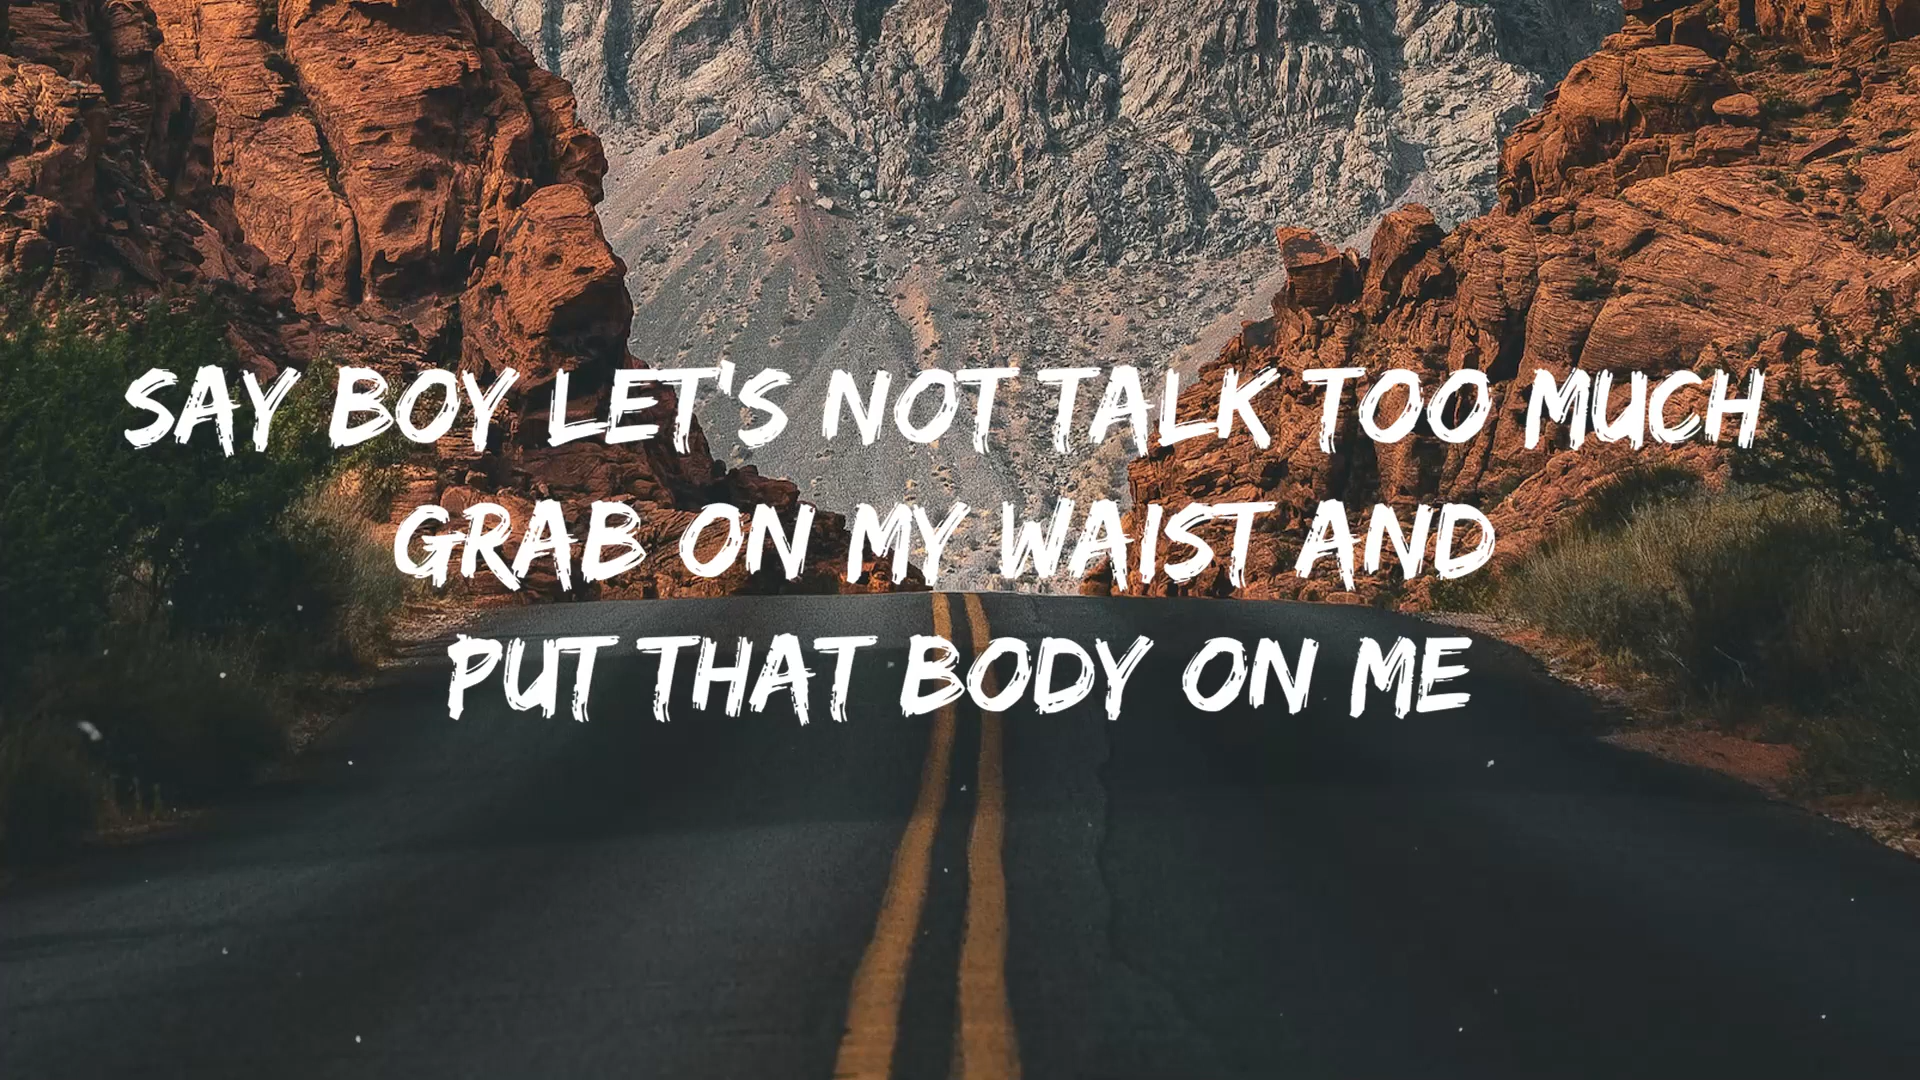 SAY BOY LET'S NOT TALK TOO MUCH
GRAB ON MY WAIST AND
PUT THAT BODY ON ME